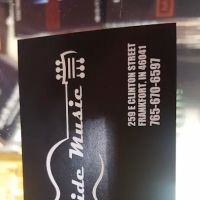 ide Music
259 E CLINTON STREET
FRANKFORT, IN 46041
765-670-6597